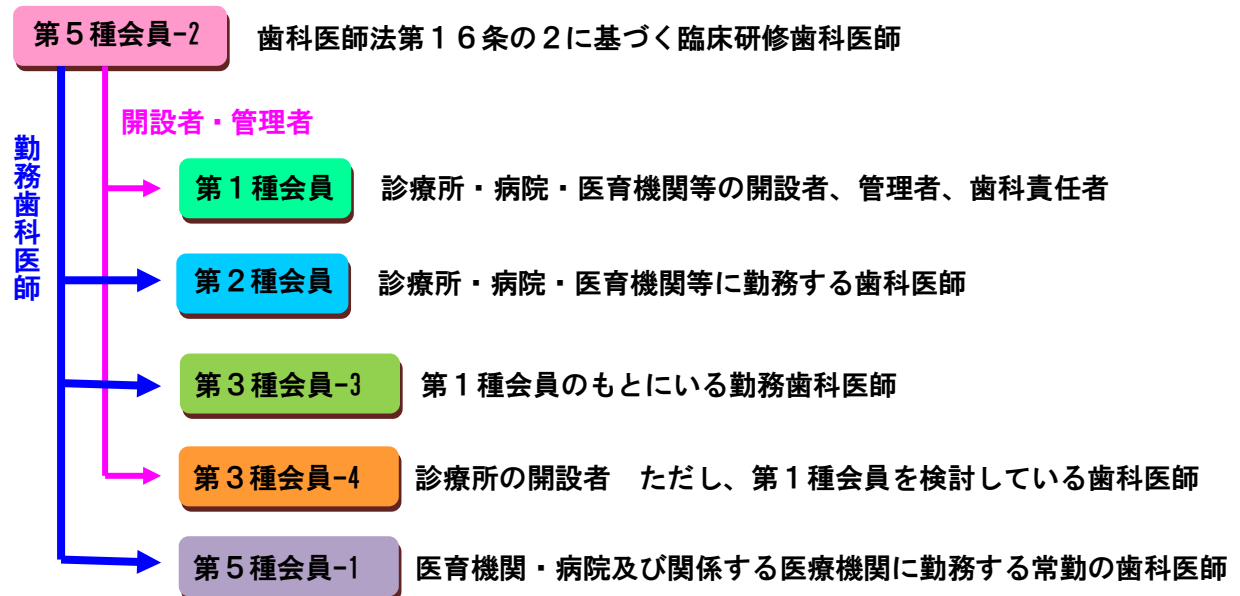 第５種会員-2 歯科医師法第１６条の２に基づく臨床研修歯科医師
開設者・管理者
勤務歯科医師
第１種会員 診療所・病院・医育機関等の開設者、管理者、歯科責任者
第２種会員 診療所・病院・医育機関等に勤務する歯科医師
第３種会員-3 第１種会員のもとにいる勤務歯科医師
第３種会員-4 診療所の開設者　ただし、第１種会員を検討している歯科医師
第５種会員-1 医育機関・病院及び関係する医療機関に勤務する常勤の歯科医師